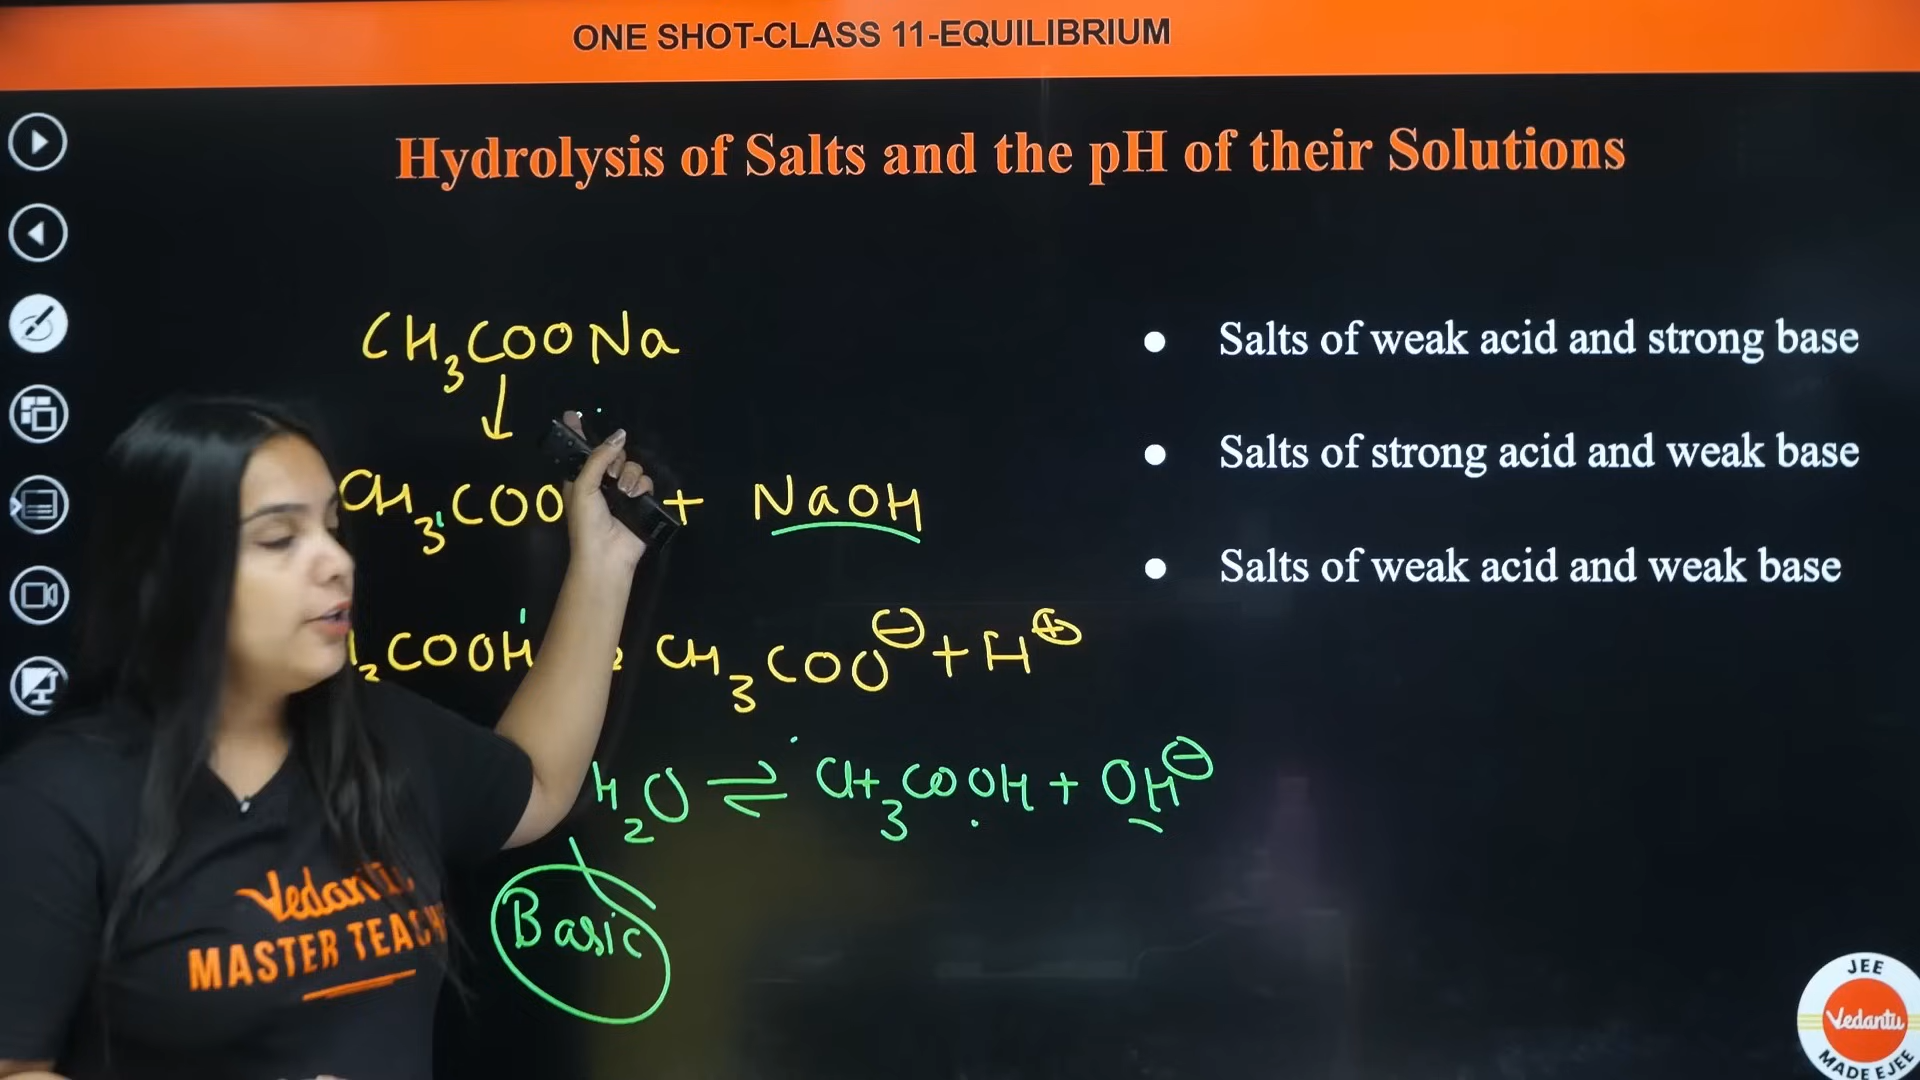 ONE SHOT-CLASS 11-EQUILIBRIUM
Hydrolysis of Salts and the pH of their Solutions
CH₃COONa
↓
CH₃COO + NaOH
COOH CH₃COO⊖ + H⊕
H₂O ⇌ CH₃COOH + OH⊖
Basic
• Salts of weak acid and strong base
• Salts of strong acid and weak base
• Salts of weak acid and weak base
Vedantu
MASTER TEACH
JEE
Vedantu
MADE EJEE